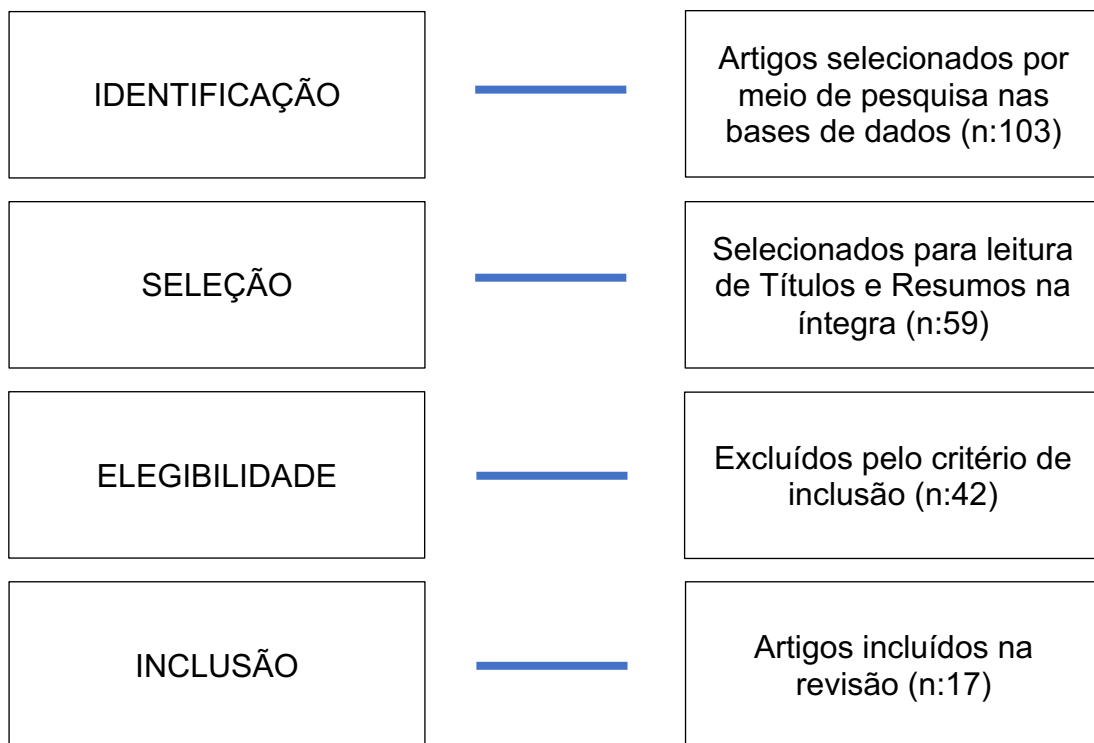 IDENTIFICAÇÃO
Artigos selecionados por
meio de pesquisa nas
bases de dados (n:103)
SELEÇÃO
Selecionados para leitura
de Títulos e Resumos na
íntegra (n:59)
ELEGIBILIDADE
Excluídos pelo critério de
inclusão (n:42)
INCLUSÃO
Artigos incluídos na
revisão (n:17)